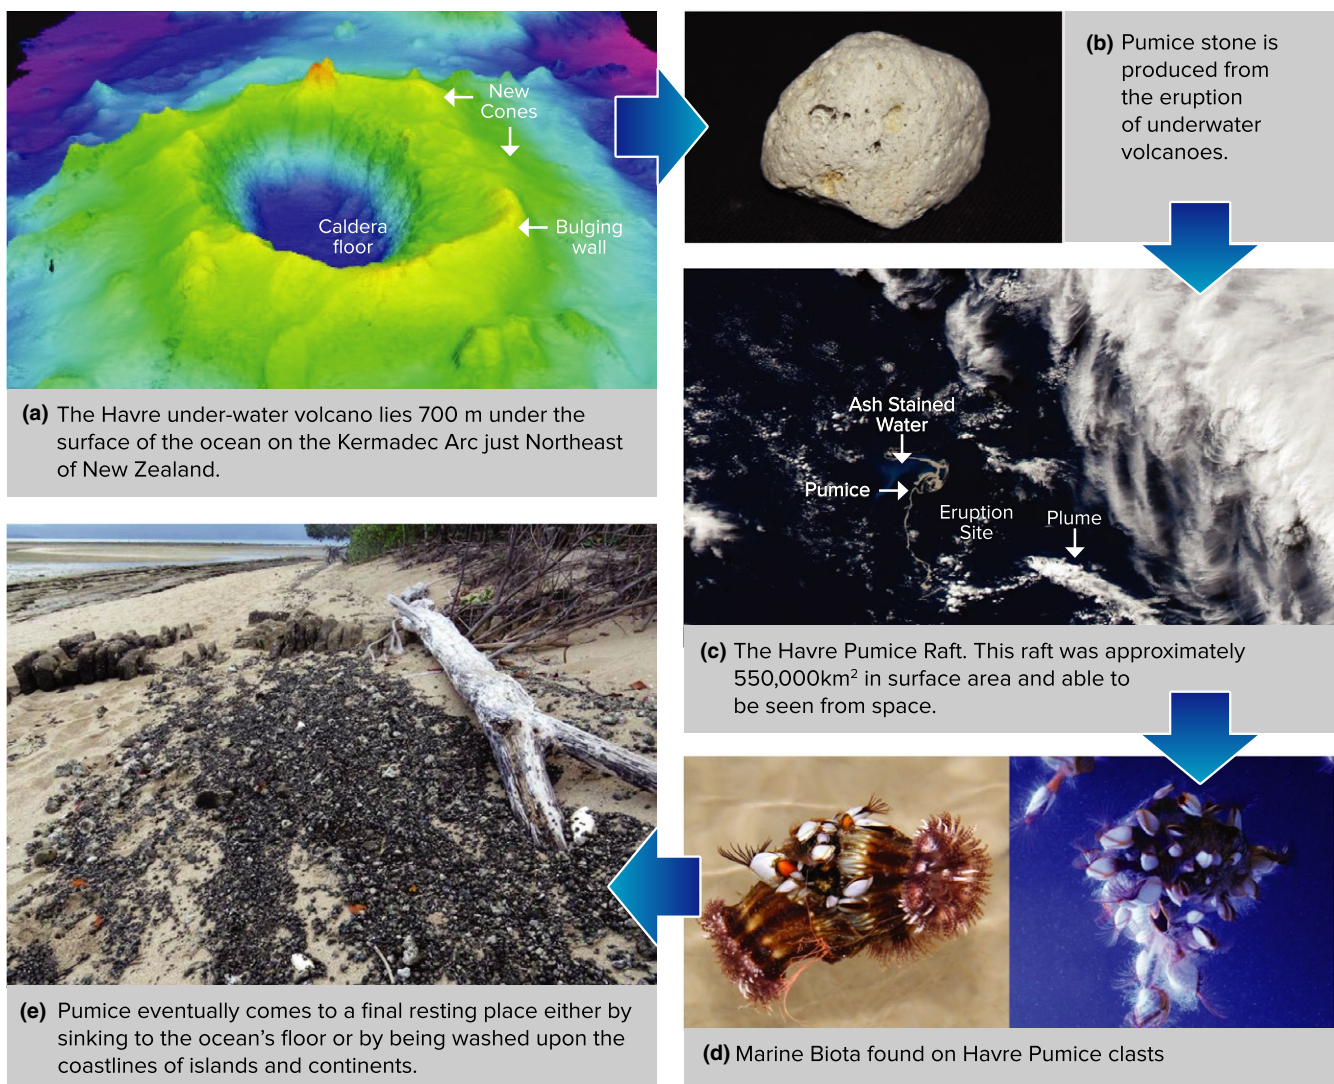 New
Cones
Caldera
floor
Bulging
wall
(a) The Havre under-water volcano lies 700 m under the
surface of the ocean on the Kermadec Arc just Northeast
of New Zealand.
(b) Pumice stone is
produced from
the eruption
of underwater
volcanoes.
Ash Stained
Water
Pumice
Eruption
Site
Plume
(c) The Havre Pumice Raft. This raft was approximately
550,000km² in surface area and able to
be seen from space.
(d) Marine Biota found on Havre Pumice clasts
(e) Pumice eventually comes to a final resting place either by
sinking to the ocean’s floor or by being washed upon the
coastlines of islands and continents.